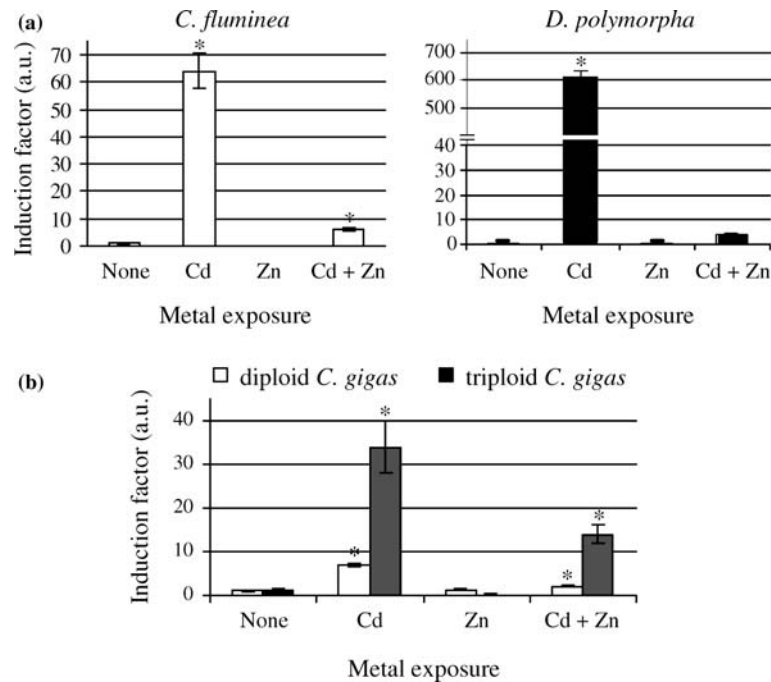 (a)
C. fluminea
Induction factor (a.u.)
70
60
50
40
30
20
10
0
*
*
None Cd Zn Cd + Zn
Metal exposure
D. polymorpha
700
600
500
40
30
20
10
0
*
None Cd Zn Cd + Zn
Metal exposure
(b)
diploid C. gigas triploid C. gigas
Induction factor (a.u.)
40
30
20
10
0
*
*
*
*
None Cd Zn Cd + Zn
Metal exposure